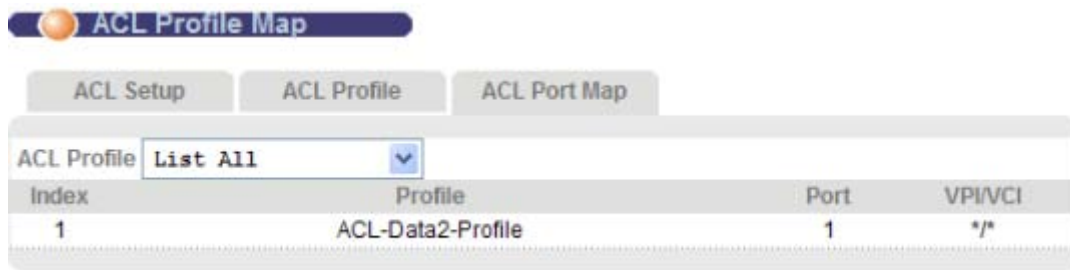 ACL Profile Map
ACL Setup ACL Profile ACL Port Map
ACL Profile List All
Index Profile Port VPI/VCI
1 ACL-Data2-Profile 1 */*